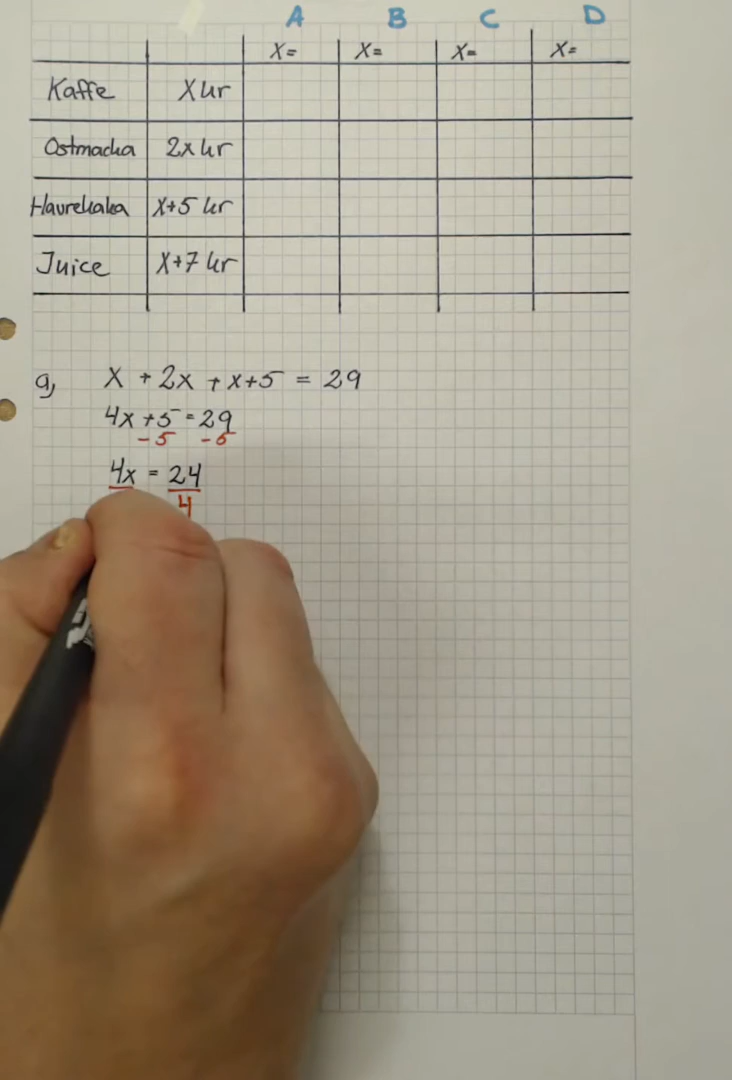 A B C D
X= X= X= X=
Kaffe X kr
Ostmacka 2x kr
Havrekaka X+5 kr
Juice X+7 kr
a) X + 2x + x+5 = 29
4x +5 = 29
-5 -5
4x = 24
4